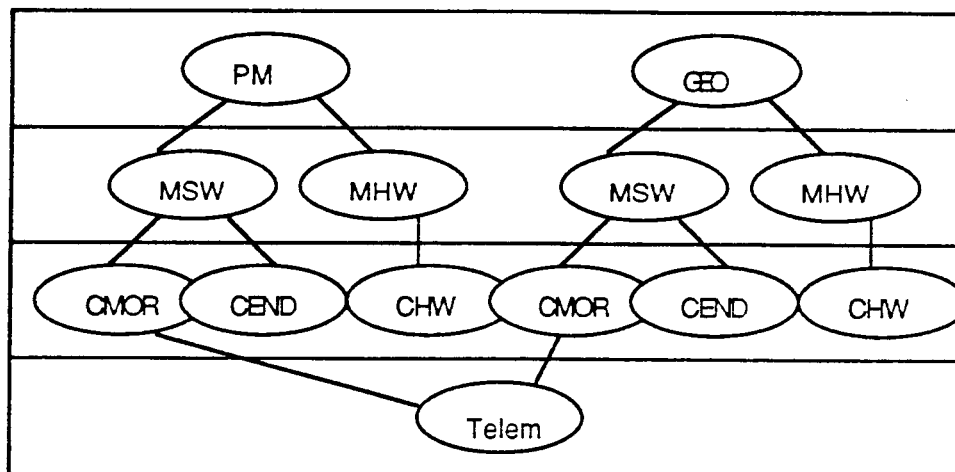 PM GEO
MSW MHW MSW MHW
CMOR CEND CHW CMOR CEND CHW
Telem